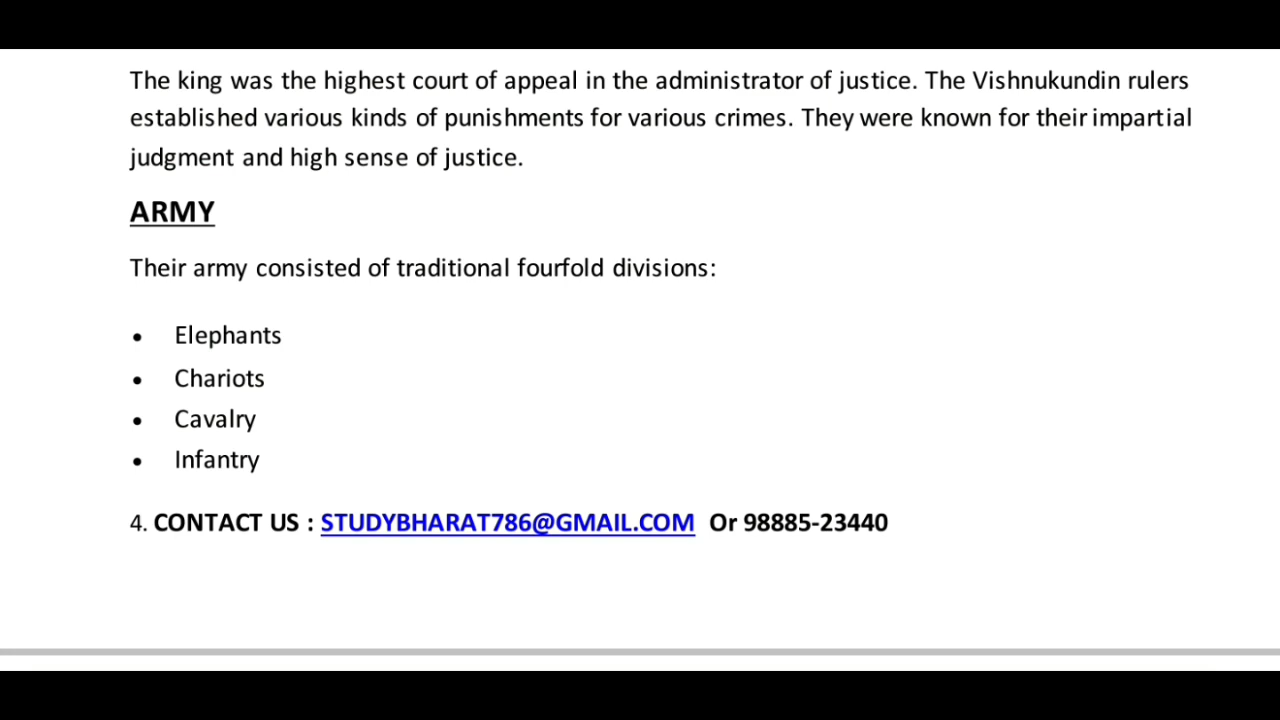 The king was the highest court of appeal in the administrator of justice. The Vishnukundin rulers
established various kinds of punishments for various crimes. They were known for their impartial
judgment and high sense of justice.
ARMY
Their army consisted of traditional fourfold divisions:
• Elephants
• Chariots
• Cavalry
• Infantry
4. CONTACT US : STUDYBHARAT786@GMAIL.COM Or 98885-23440